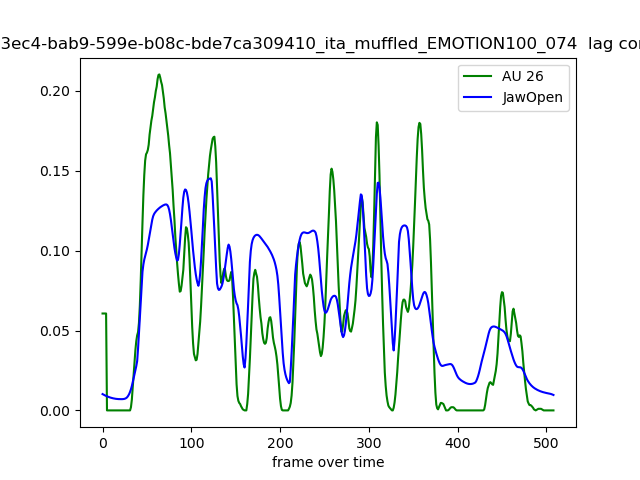 3ec4-bab9-599e-b08c-bde7ca309410_ita_muffled_EMOTION100_074 lag
AU 26
JawOpen
0.20
0.15
0.10
0.05
0.00
0 100 200 300 400 500
frame over time